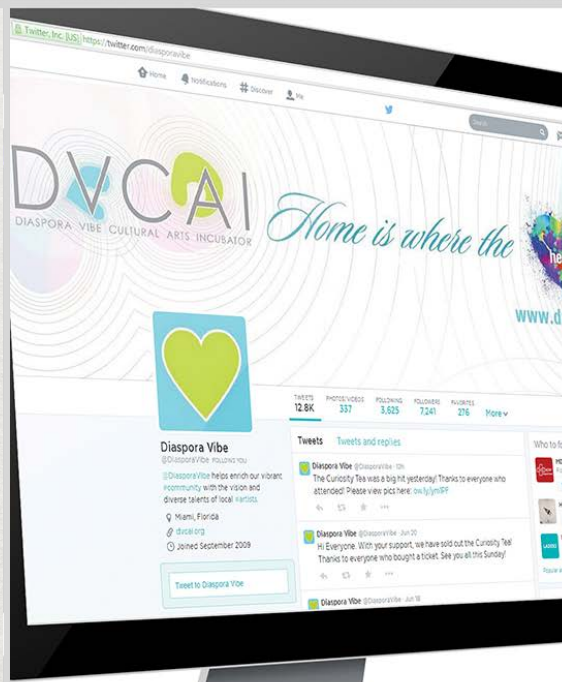 Twitter, Inc. [US] https://twitter.com/diasporavibe
Home Notifications Discover Me
Search
DVCAI
DIASPORA VIBE CULTURAL ARTS INCUBATOR
Home is where the
www.d
TWEETS PHOTOS/VIDEOS FOLLOWING FOLLOWERS FAVORITES
12.8K 337 3,625 7,241 276 More
Diaspora Vibe
@DiasporaVibe FOLLOWS YOU
@DiasporaVibe helps enrich our vibrant
#community with the vision and
diverse talents of local #artists.
Miami, Florida
dvcai.org
Joined September 2009
Tweet to Diaspora Vibe
Tweets Tweets and replies
Diaspora Vibe @DiasporaVibe · 12h
The Curiosity Tea was a big hit yesterday! Thanks to everyone who
attended! Please view pics here:
Diaspora Vibe @DiasporaVibe · Jun 20
Hi Everyone. With your support, we have sold out the Curiosity Tea!
Thanks to everyone who bought a ticket. See you all this Sunday!
Diaspora Vibe @DiasporaVibe · Jun 18
Who to fo